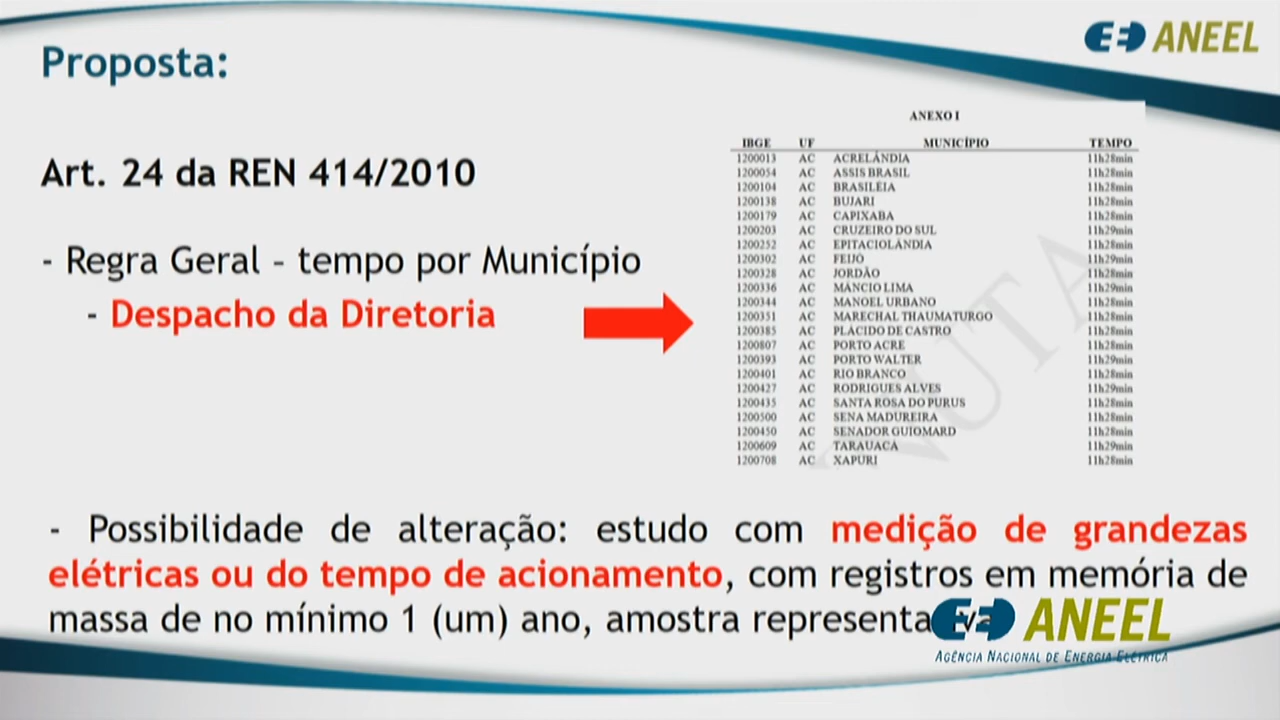 ANEEL
Proposta:
Art. 24 da REN 414/2010
- Regra Geral – tempo por Município
- Despacho da Diretoria
ANEXO I
IBGE UF MUNICÍPIO TEMPO
1200013 AC ACRELÂNDIA 11h28min
1200054 AC ASSIS BRASIL 11h28min
1200104 AC BRASILÉIA 11h28min
1200138 AC BUJARI 11h28min
1200179 AC CAPIXABA 11h28min
1200203 AC CRUZEIRO DO SUL 11h29min
1200252 AC EPITACIOLÂNDIA 11h28min
1200302 AC FEIJÓ 11h29min
1200328 AC JORDÃO 11h28min
1200336 AC MÂNCIO LIMA 11h29min
1200344 AC MANOEL URBANO 11h28min
1200351 AC MARECHAL THAUMATURGO 11h28min
1200385 AC PLÁCIDO DE CASTRO 11h28min
1200807 AC PORTO ACRE 11h28min
1200393 AC PORTO WALTER 11h29min
1200401 AC RIO BRANCO 11h28min
1200427 AC RODRIGUES ALVES 11h29min
1200435 AC SANTA ROSA DO PURUS 11h28min
1200500 AC SENA MADUREIRA 11h28min
1200450 AC SENADOR GUIOMARD 11h28min
1200609 AC TARAUACÁ 11h29min
1200708 AC XAPURI 11h28min
NUTA
- Possibilidade de alteração: estudo com medição de grandezas
elétricas ou do tempo de acionamento, com registros em memória de
massa de no mínimo 1 (um) ano, amostra representa
ANEEL
AGÊNCIA NACIONAL DE ENERGIA ELÉTRICA